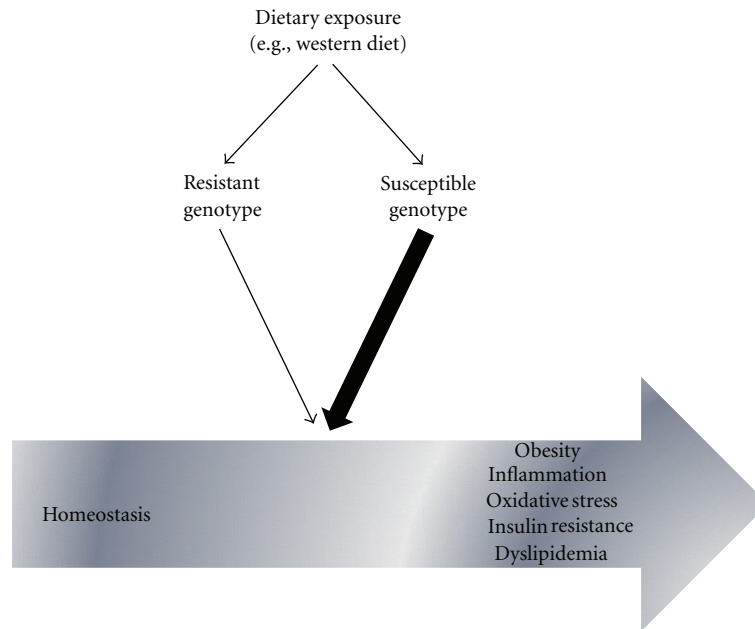 Dietary exposure
(e.g., western diet)
Resistant
genotype
Susceptible
genotype
Homeostasis
Obesity
Inflammation
Oxidative stress
Insulin resistance
Dyslipidemia